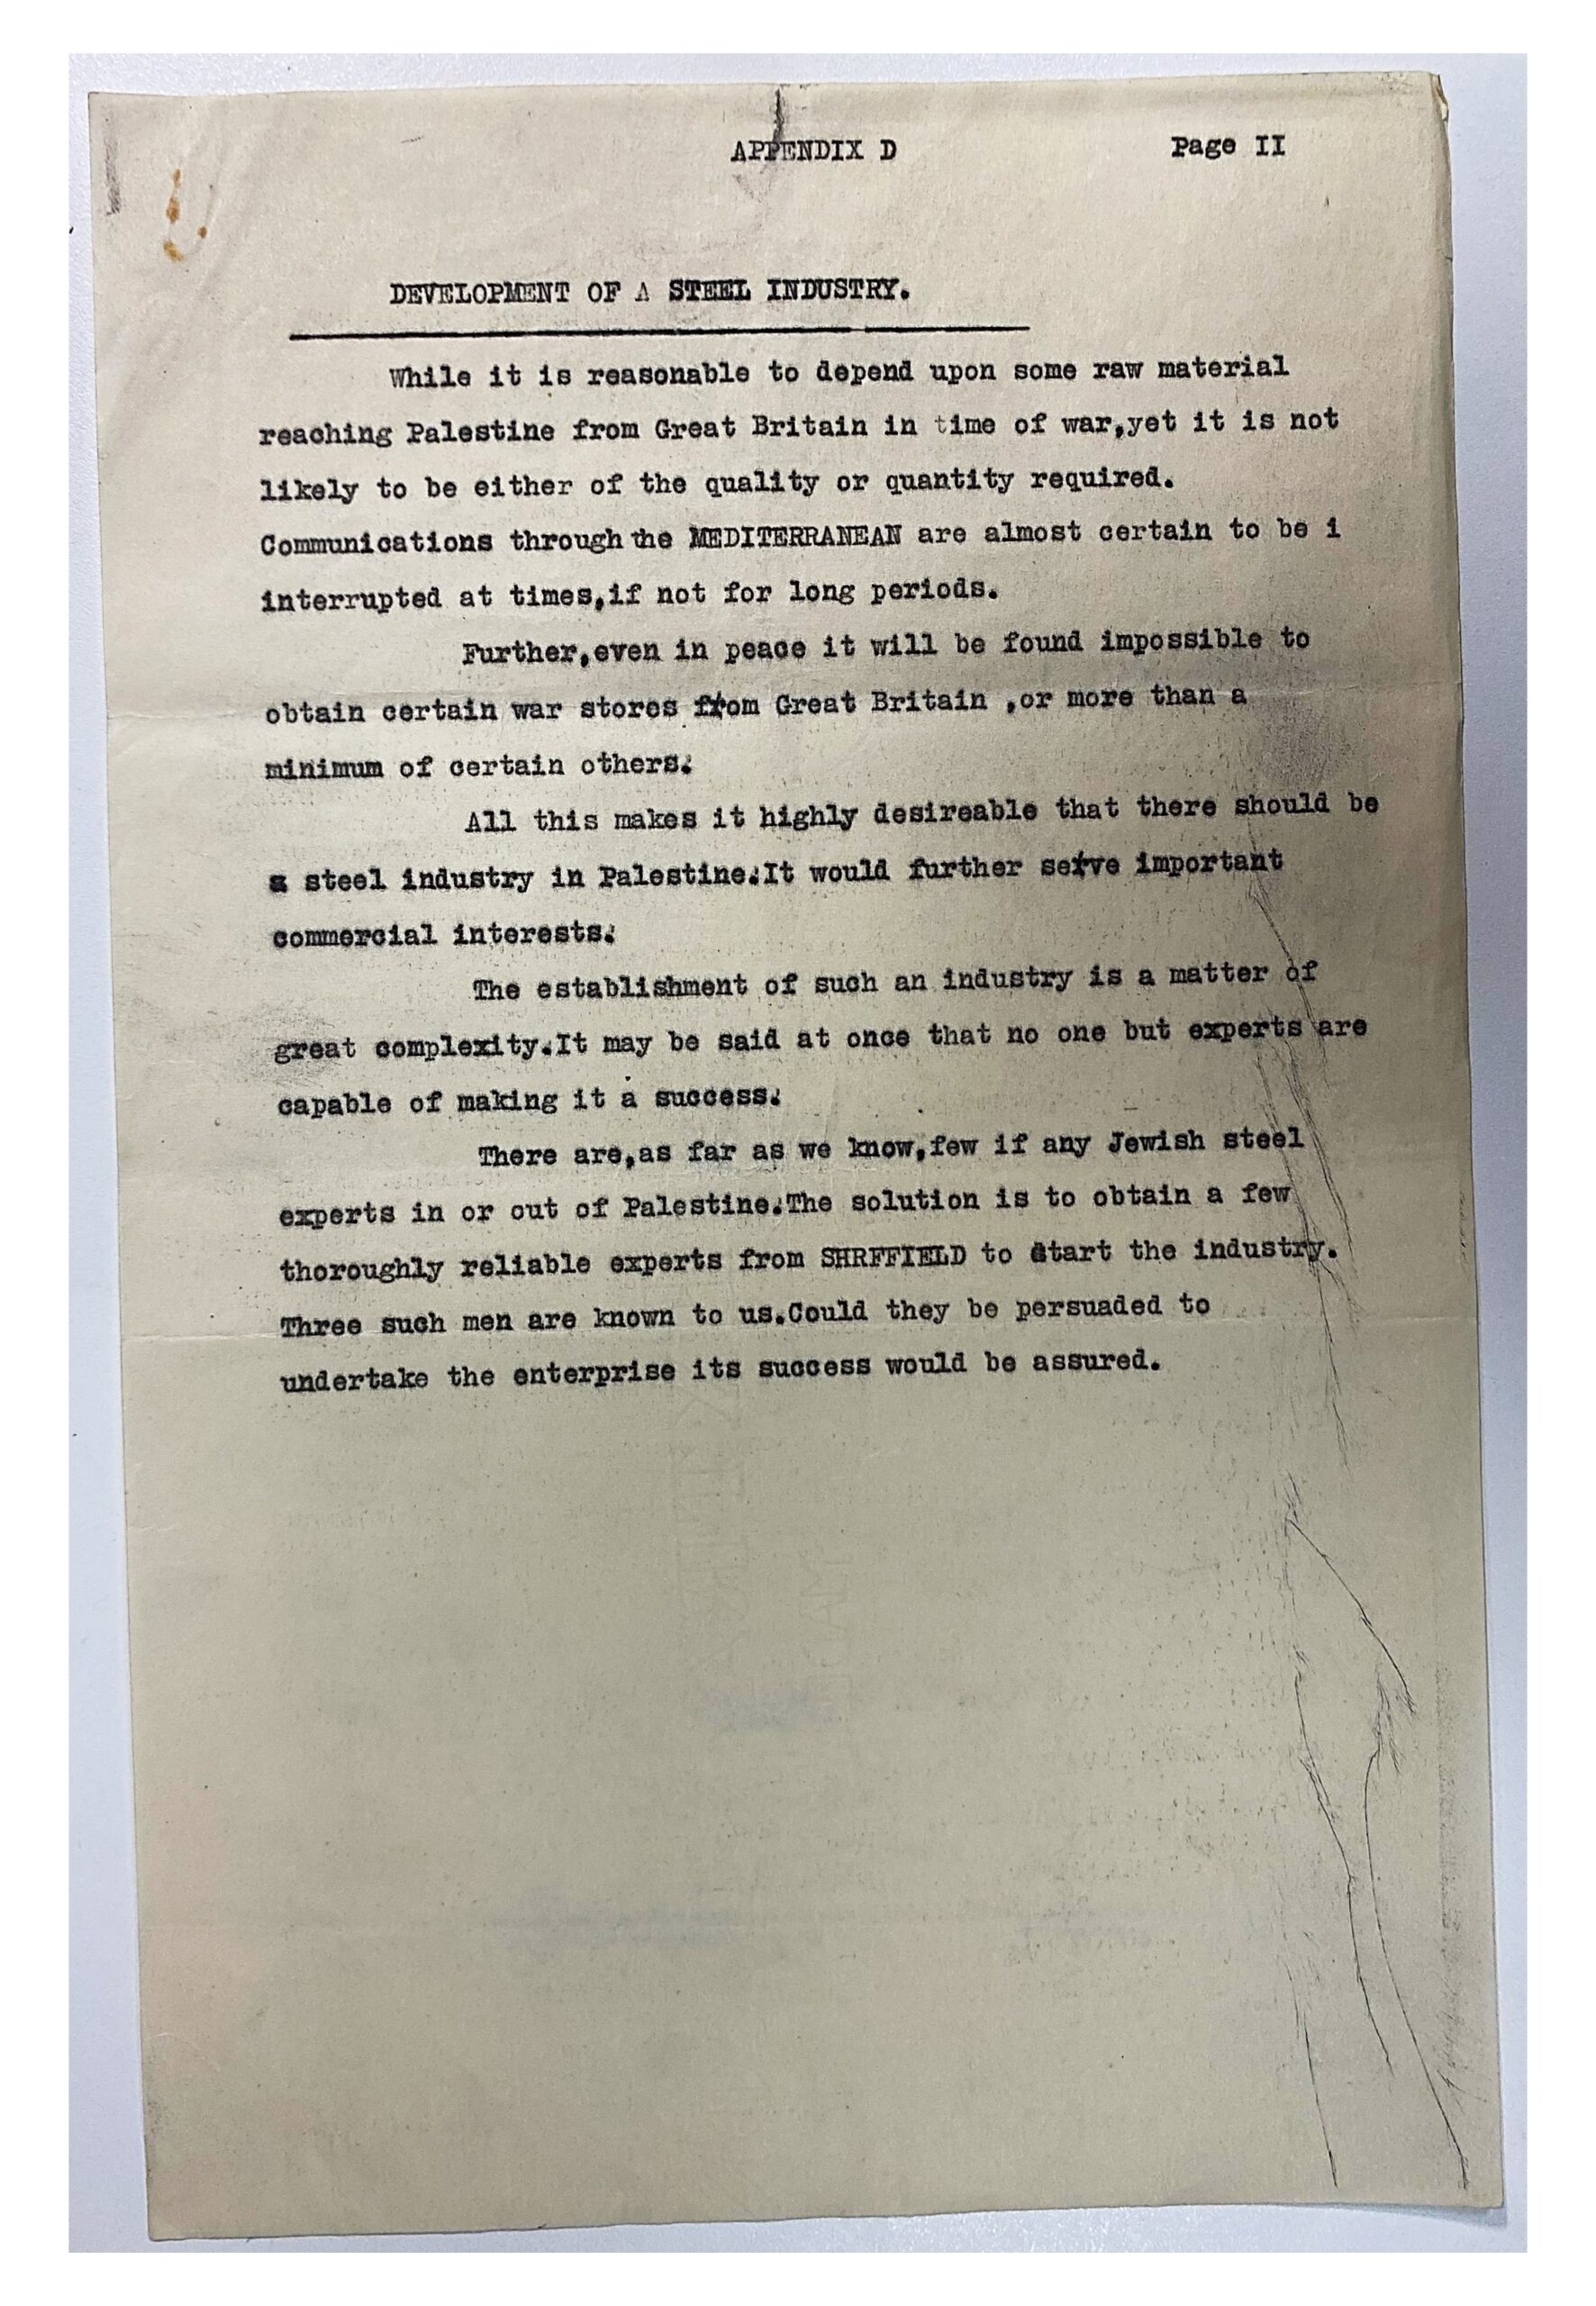 APPENDIX D Page II
DEVELOPMENT OF A STEEL INDUSTRY.
While it is reasonable to depend upon some raw material
reaching Palestine from Great Britain in time of war,yet it is not
likely to be either of the quality or quantity required.
Communications through the MEDITERRANEAN are almost certain to be i
interrupted at times,if not for long periods.
Further,even in peace it will be found impossible to
obtain certain war stores from Great Britain ,or more than a
minimum of certain others.
All this makes it highly desireable that there should be
a steel industry in Palestine.It would further serve important
commercial interests.
The establishment of such an industry is a matter of
great complexity.It may be said at once that no one but experts are
capable of making it a success.
There are,as far as we know,few if any Jewish steel
experts in or out of Palestine.The solution is to obtain a few
thoroughly reliable experts from SHRFFIELD to start the industry.
Three such men are known to us.Could they be persuaded to
undertake the enterprise its success would be assured.